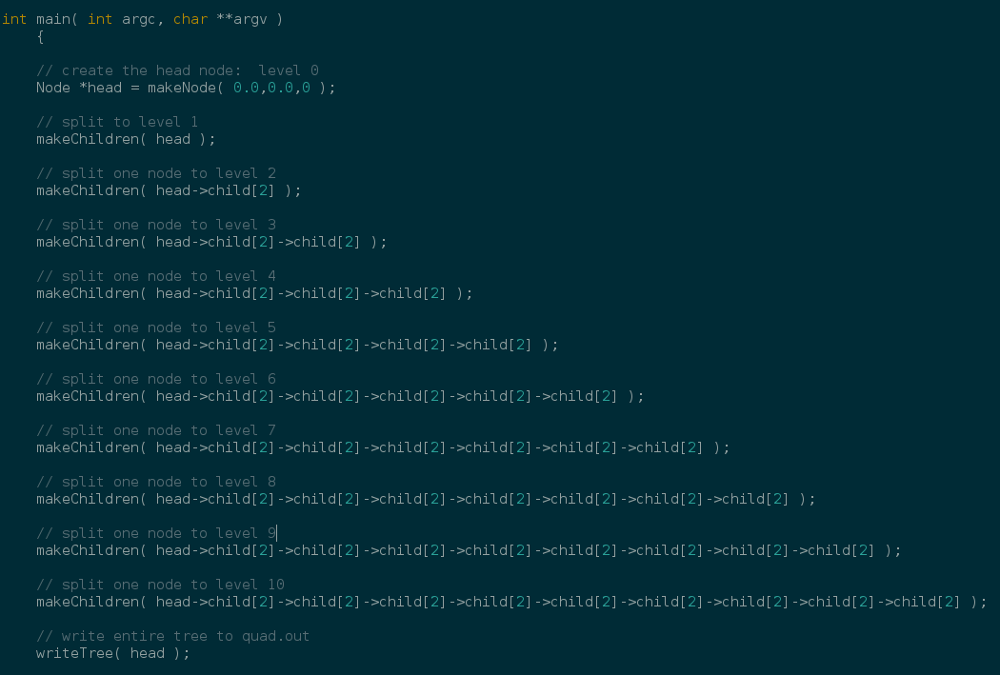 int main( int argc, char **argv )
{
// create the head node:  level 0
Node *head = makeNode( 0.0,0.0,0 );
// split to level 1
makeChildren( head );
// split one node to level 2
makeChildren( head->child[2] );
// split one node to level 3
makeChildren( head->child[2]->child[2] );
// split one node to level 4
makeChildren( head->child[2]->child[2]->child[2] );
// split one node to level 5
makeChildren( head->child[2]->child[2]->child[2]->child[2] );
// split one node to level 6
makeChildren( head->child[2]->child[2]->child[2]->child[2]->child[2] );
// split one node to level 7
makeChildren( head->child[2]->child[2]->child[2]->child[2]->child[2]->child[2] );
// split one node to level 8
makeChildren( head->child[2]->child[2]->child[2]->child[2]->child[2]->child[2]->child[2] );
// split one node to level 9
makeChildren( head->child[2]->child[2]->child[2]->child[2]->child[2]->child[2]->child[2]->child[2] );
// split one node to level 10
makeChildren( head->child[2]->child[2]->child[2]->child[2]->child[2]->child[2]->child[2]->child[2]->child[2] );
// write entire tree to quad.out
writeTree( head );